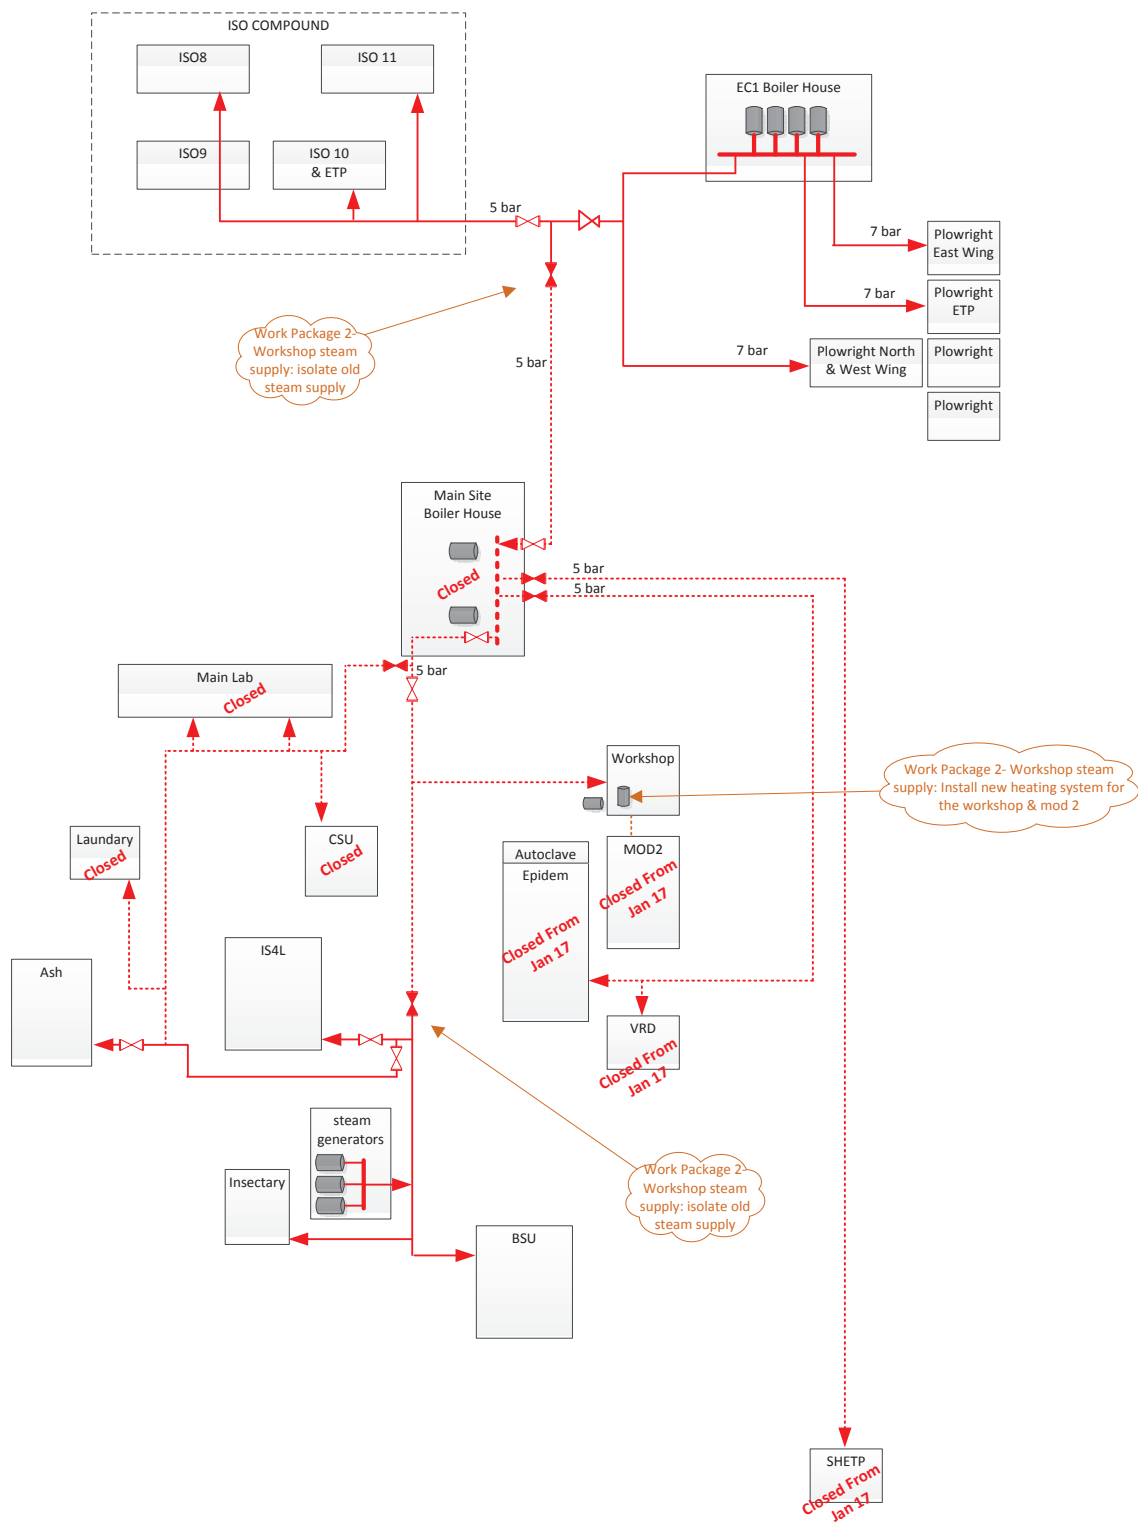 ISO COMPOUND
ISO8
ISO 11
ISO9
ISO 10
& ETP
EC1 Boiler House
5 bar
7 bar
Plowright
East Wing
7 bar
Plowright
ETP
7 bar
Plowright North
& West Wing
Plowright
Plowright
Work Package 2-
Workshop steam
supply: isolate old
steam supply
5 bar
Main Site
Boiler House
Closed
5 bar
5 bar
5 bar
Main Lab
Closed
Workshop
Work Package 2- Workshop steam
supply: Install new heating system for
the workshop & mod 2
Laundary
Closed
CSU
Closed
Autoclave
Epidem
Closed From
Jan 17
MOD2
Closed From
Jan 17
IS4L
Ash
VRD
Closed From
Jan 17
steam
generators
Insectary
Work Package 2-
Workshop steam
supply: isolate old
steam supply
BSU
SHETP
Closed From
Jan 17